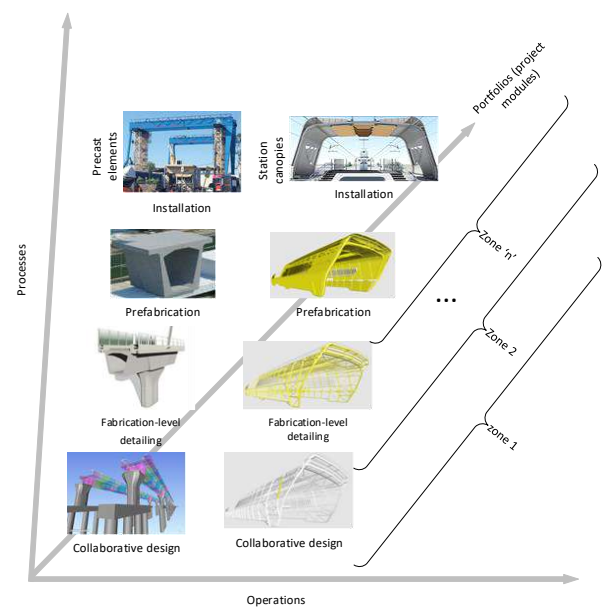 Portfolios (project
modules)
Precast
elements
Station
canopies
Installation
Installation
Processes
Zone 'n'
Prefabrication
Prefabrication
...
Zone 2
Fabrication-level
detailing
Fabrication-level
detailing
zone 1
Collaborative design
Collaborative design
Operations